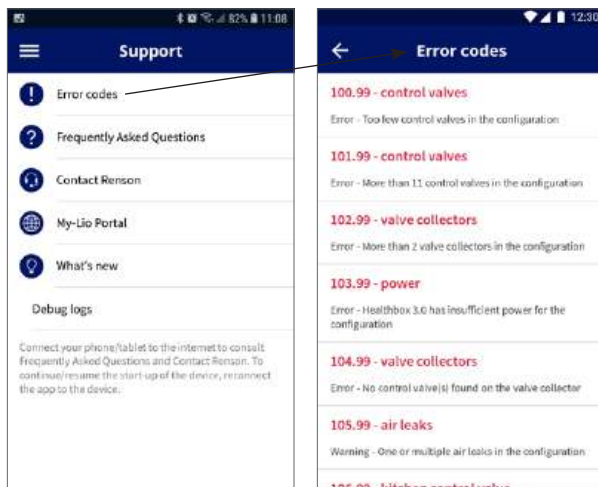 82% 11:08
Support
Error codes
Frequently Asked Questions
Contact Renson
My-Lio Portal
What's new
Debug logs
Connect your phone/tablet to the internet to consult
Frequently Asked Questions and Contact Renson. To
continue/resume the start-up of the device, reconnect
the app to the device.
12:30
Error codes
100.99 - control valves
Error - Too few control valves in the configuration
101.99 - control valves
Error - More than 11 control valves in the configuration
102.99 - valve collectors
Error - More than 2 valve collectors in the configuration
103.99 - power
Error - Healthbox 3.0 has insufficient power for the
configuration
104.99 - valve collectors
Error - No control valve(s) found on the valve collector
105.99 - air leaks
Warning - One or multiple air leaks in the configuration
106.99 - kitchen control valve